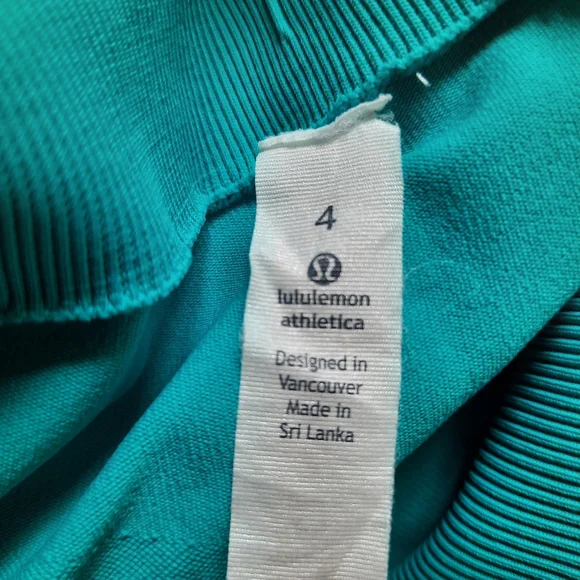 4
lululemon
athletica
Designed in
Vancouver
Made in
Sri Lanka